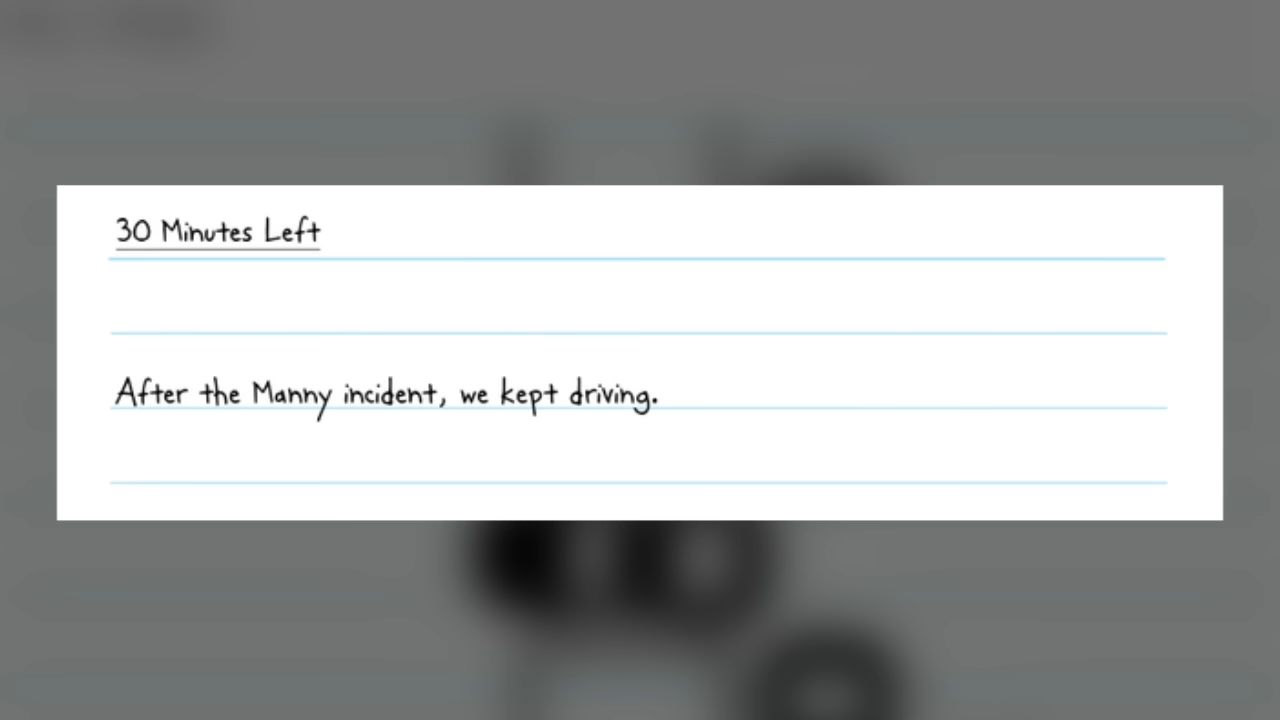 30 Minutes Left
After the Manny incident, we kept driving.